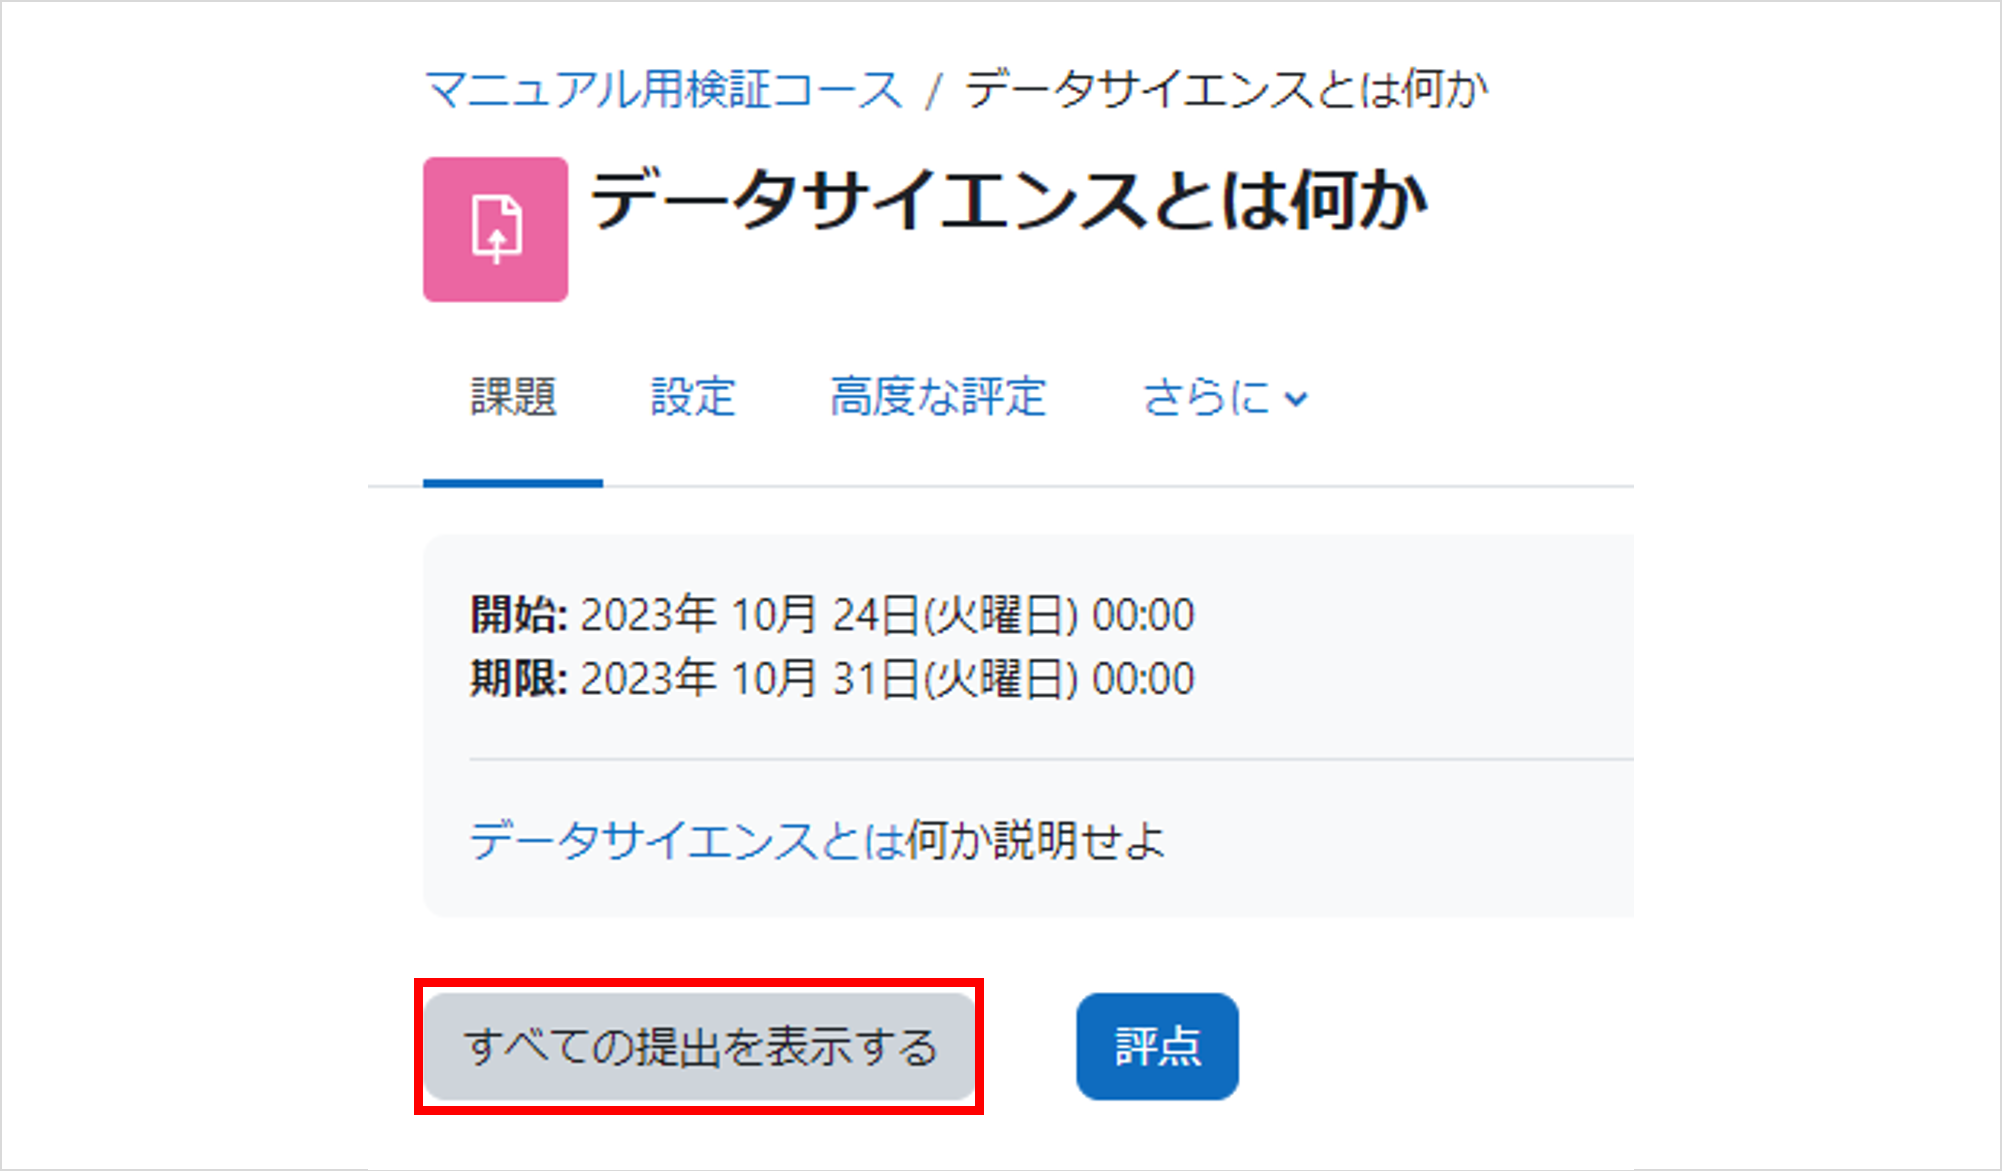 マニュアル用検証コース / データサイエンスとは何か
データサイエンスとは何か
課題 設定 高度な評定 さらに
開始: 2023年 10月 24日(火曜日) 00:00
期限: 2023年 10月 31日(火曜日) 00:00
データサイエンスとは何か説明せよ
すべての提出を表示する 評点